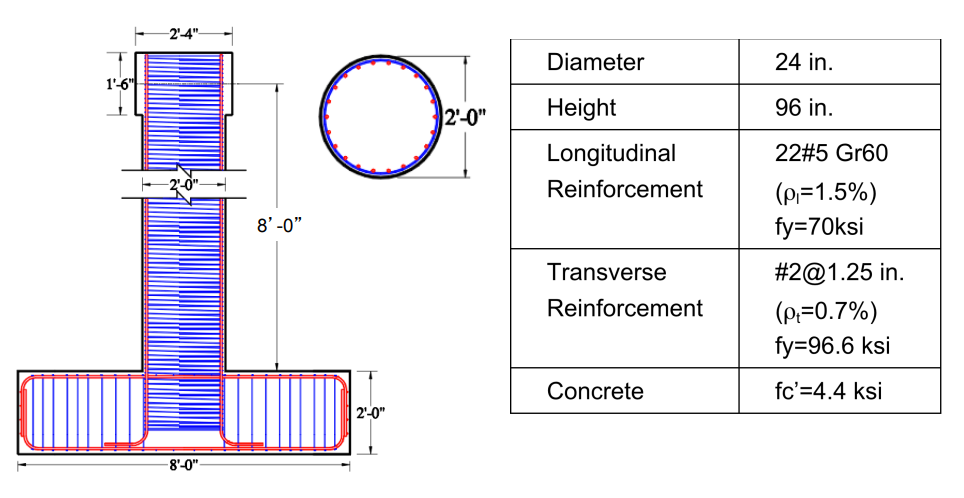 2'-4"
1'-6"
2'-0"
2'-0"
8'-0"
2'-0"
8'-0"
Diameter
24 in.
Height
96 in.
Longitudinal
Reinforcement
22#5 Gr60
(ρl=1.5%)
fy=70ksi
Transverse
Reinforcement
#2@1.25 in.
(ρt=0.7%)
fy=96.6 ksi
Concrete
fc’=4.4 ksi